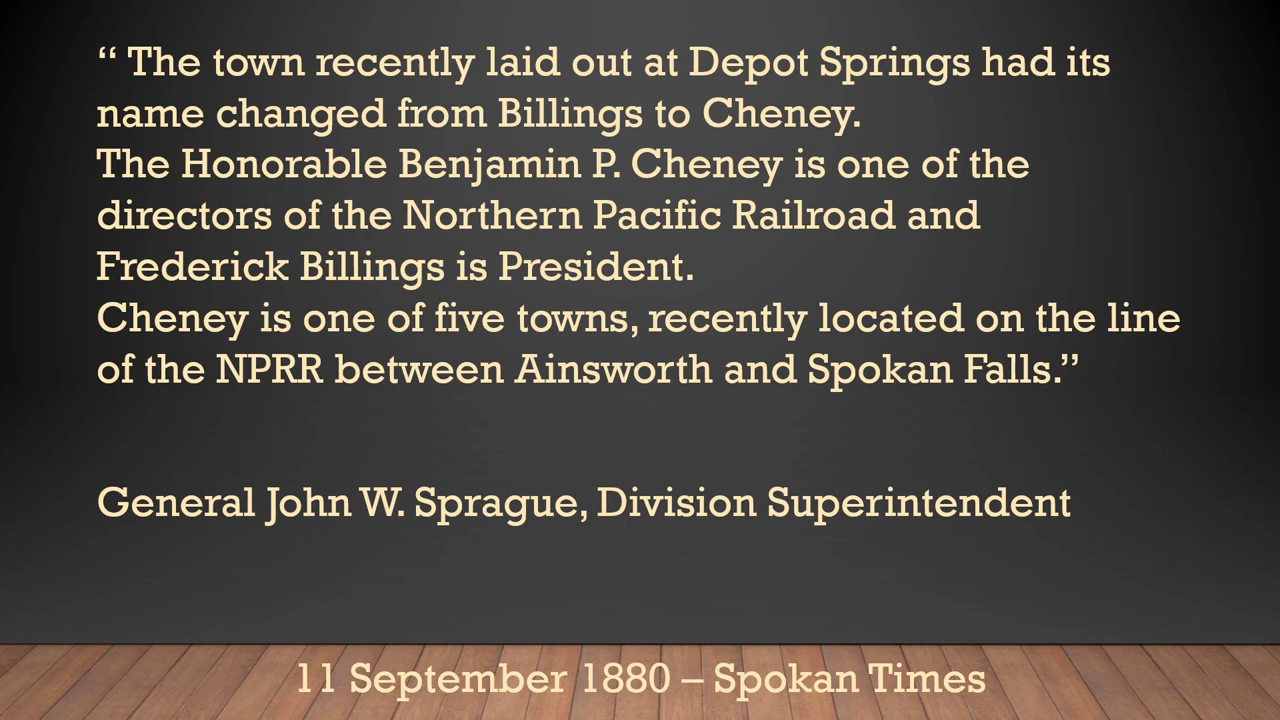 “ The town recently laid out at Depot Springs had its
name changed from Billings to Cheney.
The Honorable Benjamin P. Cheney is one of the
directors of the Northern Pacific Railroad and
Frederick Billings is President.
Cheney is one of five towns, recently located on the line
of the NPRR between Ainsworth and Spokan Falls.”
General John W. Sprague, Division Superintendent
11 September 1880 – Spokan Times